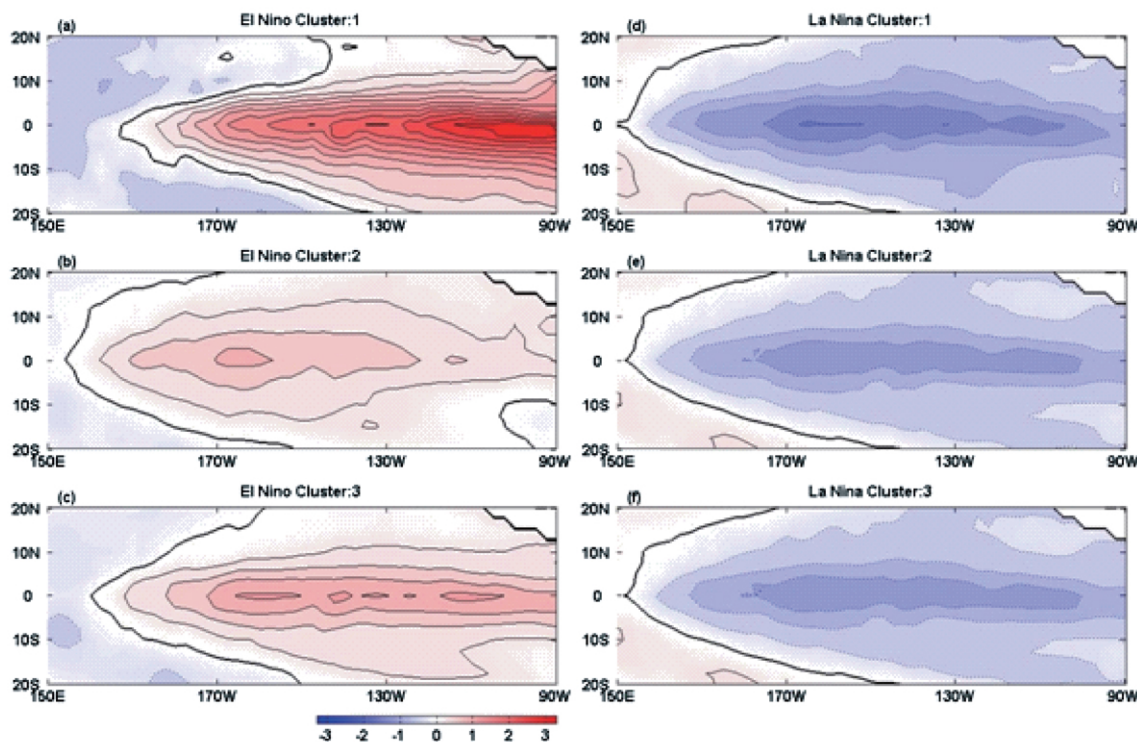 (a) El Nino Cluster:1
20N
10N
0
10S
20S
150E 170W 130W 90W
(d) La Nina Cluster:1
20N
10N
0
10S
20S
150E 170W 130W 90W
(b) El Nino Cluster:2
20N
10N
0
10S
20S
150E 170W 130W 90W
(e) La Nina Cluster:2
20N
10N
0
10S
20S
150E 170W 130W 90W
(c) El Nino Cluster:3
20N
10N
0
10S
20S
150E 170W 130W 90W
(f) La Nina Cluster:3
20N
10N
0
10S
20S
150E 170W 130W 90W
-3 -2 -1 0 1 2 3